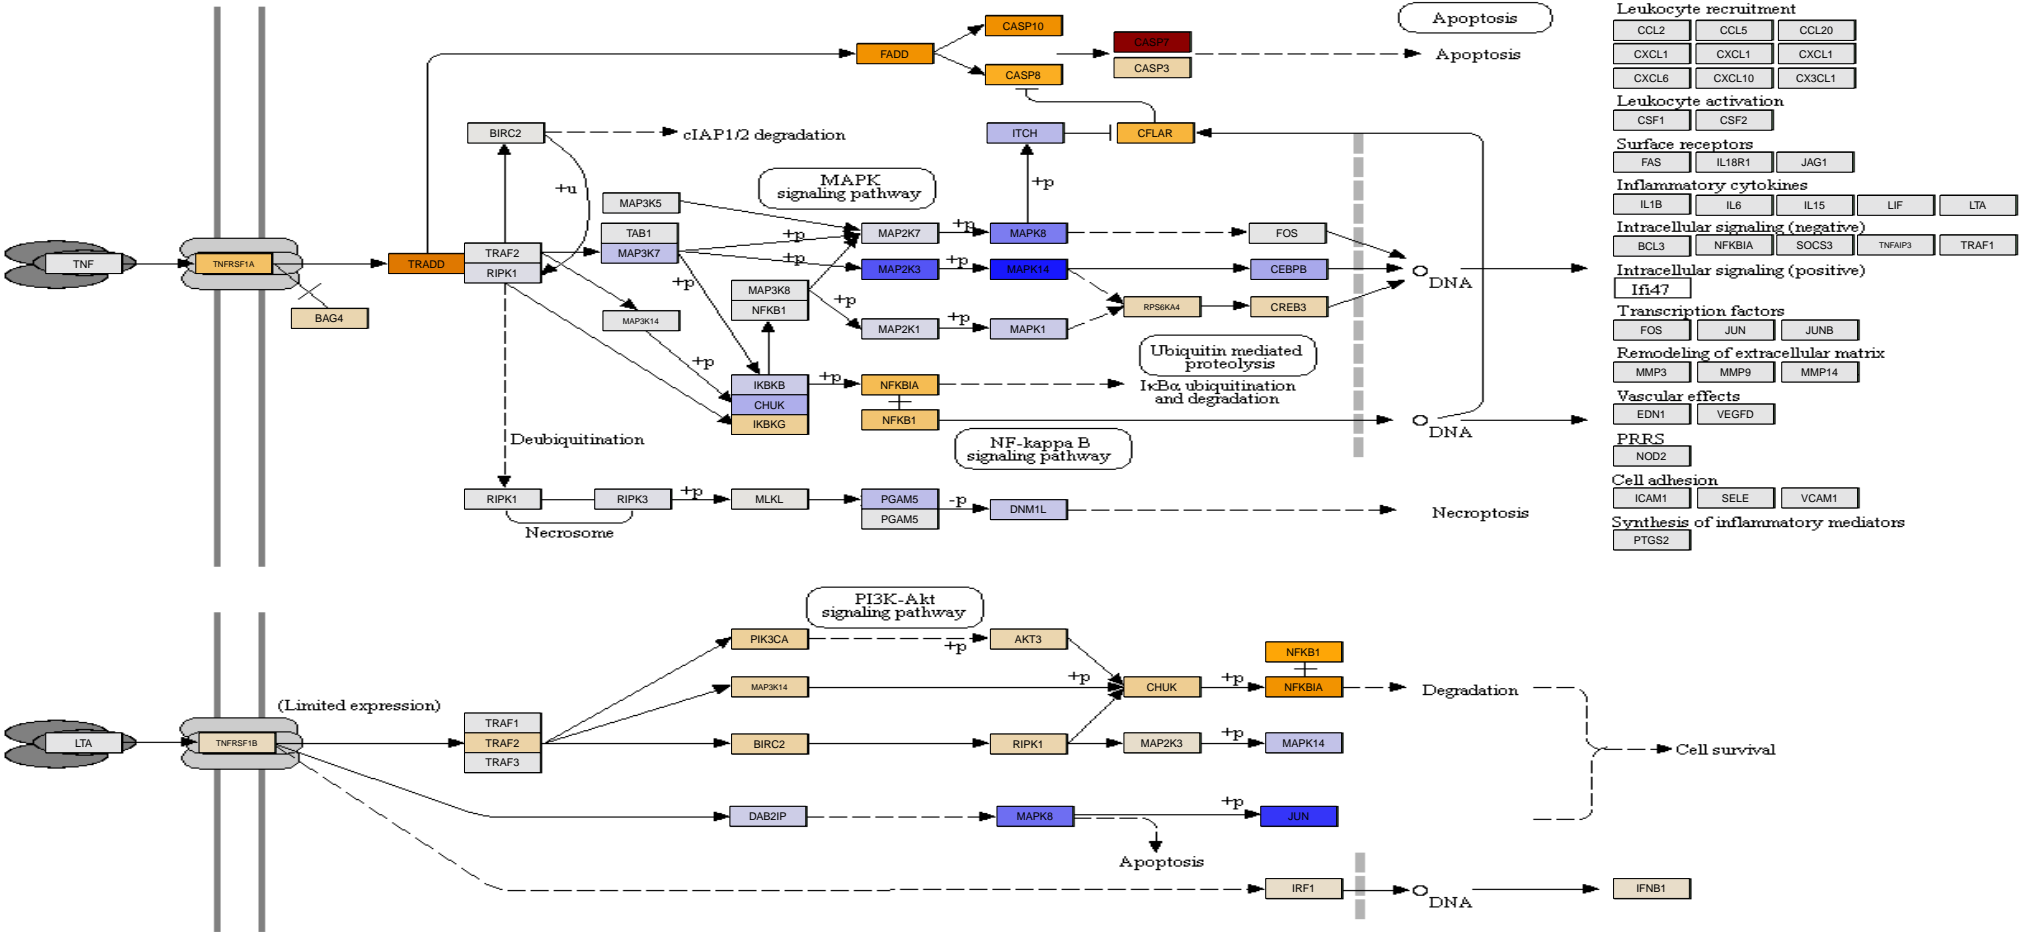 Apoptosis
CASP10
FADD
CASP7
Apoptosis
CASP8
CASP3
BIRC2
cIAP1/2 degradation
ITCH
CFLAR
+u
MAPK
signaling pathway
+p
MAP3K5
TAB1
MAP3K7
+p
MAP2K7
+p
MAPK8
FOS
TNF
TNFRSF1A
TRADD
TRAF2
RIPK1
+p
MAP2K3
+p
MAPK14
CEBPB
DNA
BAG4
+p
MAP3K8
NFKB1
+p
RPS6KA4
CREB3
MAP3K14
MAP2K1
+p
MAPK1
+p
Ubiquitin mediated
proteolysis
IKBKB
CHUK
IKBKG
+p
NFKBIA
IκBα ubiquitination
and degradation
NFKB1
DNA
Deubiquitination
NF-kappa B
signaling pathway
RIPK1
RIPK3
+p
MLKL
PGAM5
PGAM5
-p
DNM1L
Necroptosis
Necrosome
Leukocyte recruitment
CCL2 CCL5 CCL20
CXCL1 CXCL1 CXCL1
CXCL6 CXCL10 CX3CL1
Leukocyte activation
CSF1 CSF2
Surface receptors
FAS IL18R1 JAG1
Inflammatory cytokines
IL1B IL6 IL15 LIF LTA
Intracellular signaling (negative)
BCL3 NFKBIA SOCS3 TNFAIP3 TRAF1
Intracellular signaling (positive)
Ifi47
Transcription factors
FOS JUN JUNB
Remodeling of extracellular matrix
MMP3 MMP9 MMP14
Vascular effects
EDN1 VEGFD
PRRS
NOD2
Cell adhesion
ICAM1 SELE VCAM1
Synthesis of inflammatory mediators
PTGS2
PI3K-Akt
signaling pathway
PIK3CA
+p
AKT3
NFKB1
MAP3K14
+p
CHUK
+p
NFKBIA
Degradation
(Limited expression)
LTA
TNFRSF1B
TRAF1
TRAF2
TRAF3
BIRC2
RIPK1
MAP2K3
+p
MAPK14
Cell survival
DAB2IP
MAPK8
+p
JUN
Apoptosis
IRF1
DNA
IFNB1